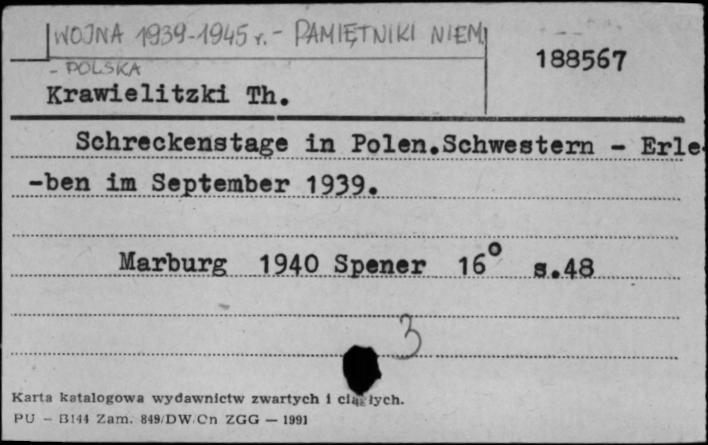 WOJNA 1939-1945 r. - PAMIĘTNIKI NIEM.
- POLSKA
188567
Krawielitzki Th.
Schreckenstage in Polen.Schwestern - Erle-
-ben im September 1939.
Marburg 1940 Spener 16° s.48
3
Karta katalogowa wydawnictw zwartych i ciągłych.
PU - B144 Zam. 849/DW/Cn ZGG - 1991